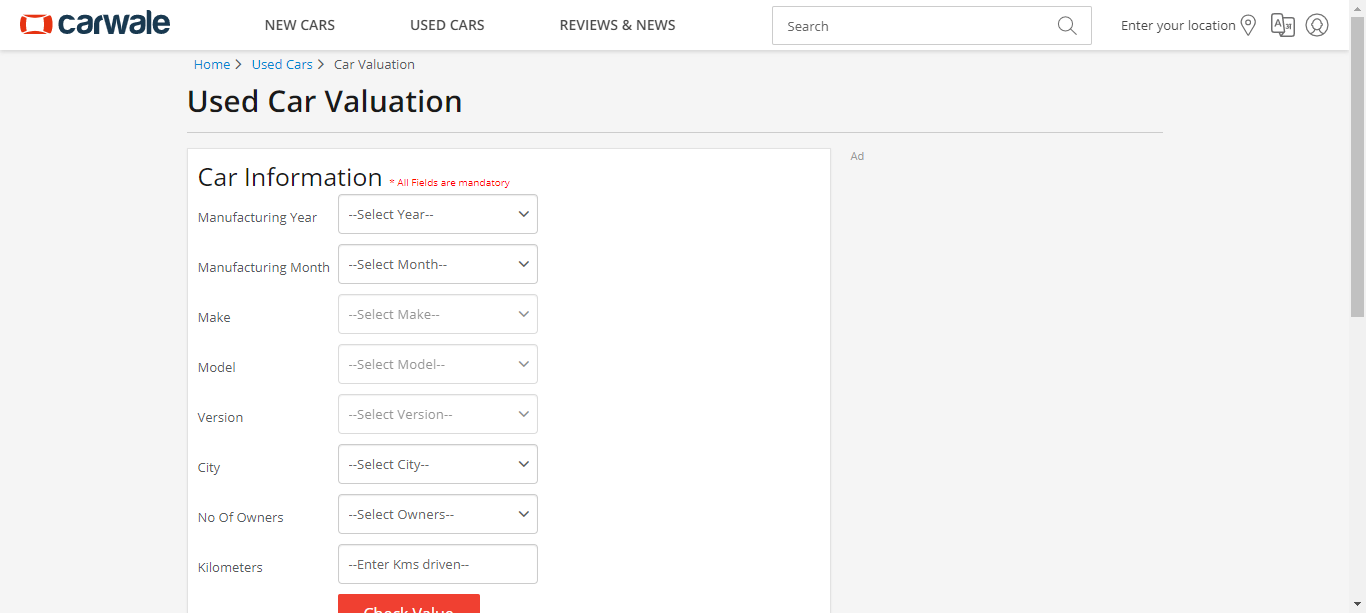 carwale NEW CARS USED CARS REVIEWS & NEWS Search Enter your location
Home Used Cars Car Valuation
Used Car Valuation
Ad
Car Information * All Fields are mandatory
Manufacturing Year --Select Year--
Manufacturing Month --Select Month--
Make --Select Make--
Model --Select Model--
Version --Select Version--
City --Select City--
No Of Owners --Select Owners--
Kilometers --Enter Kms driven--
Check Value